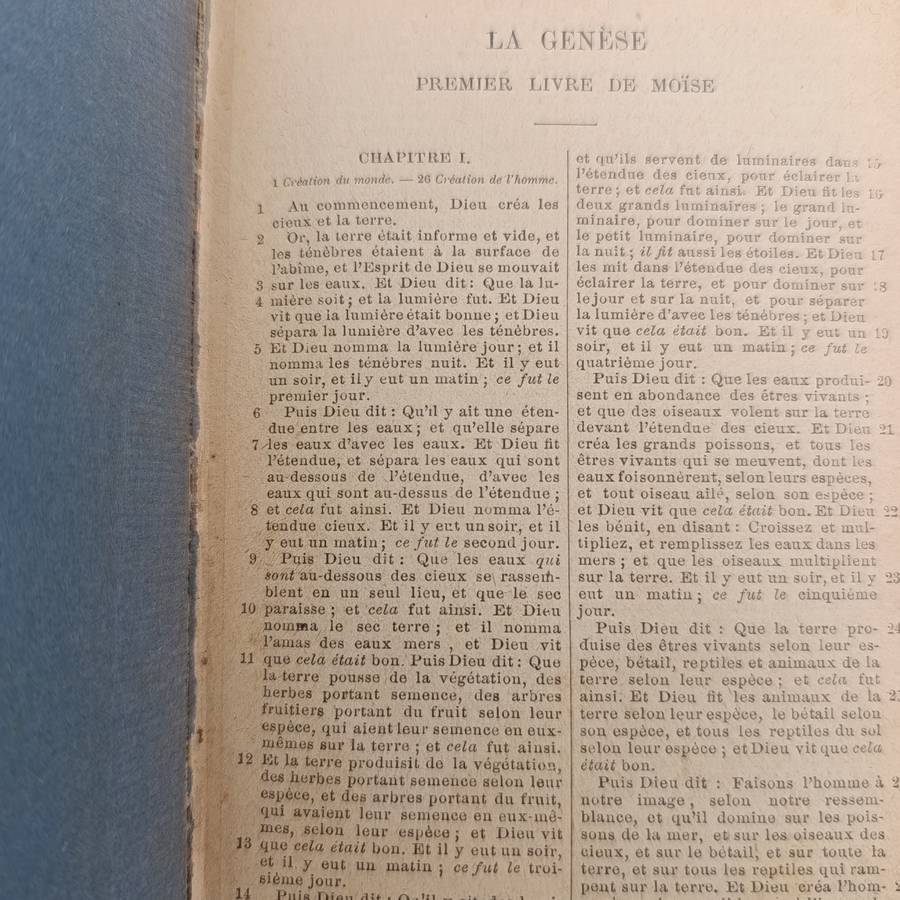 LA GENÈSE
PREMIER LIVRE DE MOÏSE
CHAPITRE I.
1 Création du monde. — 26 Création de l'homme.
1 Au commencement, Dieu créa les
cieux et la terre.
2 Or, la terre était informe et vide, et
les ténèbres étaient à la surface de
l'abîme, et l'Esprit de Dieu se mouvait
3 sur les eaux. Et Dieu dit : Que la lu-
4 mière soit ; et la lumière fut. Et Dieu
vit que la lumière était bonne ; et Dieu
sépara la lumière d'avec les ténèbres.
5 Et Dieu nomma la lumière jour ; et il
nomma les ténèbres nuit. Et il y eut
un soir, et il y eut un matin ; ce fut le
premier jour.
6 Puis Dieu dit : Qu'il y ait une éten-
due entre les eaux ; et qu'elle sépare
7 les eaux d'avec les eaux. Et Dieu fit
l'étendue, et sépara les eaux qui sont
au-dessous de l'étendue, d'avec les
eaux qui sont au-dessus de l'étendue ;
8 et cela fut ainsi. Et Dieu nomma l'é-
tendue cieux. Et il y eut un soir, et il
y eut un matin ; ce fut le second jour.
9 Puis Dieu dit : Que les eaux qui
sont au-dessous des cieux se rassem-
blent en un seul lieu, et que le sec
10 paraisse ; et cela fut ainsi. Et Dieu
nomma le sec terre ; et il nomma
l'amas des eaux mers , et Dieu vit
11 que cela était bon. Puis Dieu dit : Que
la terre pousse de la végétation, des
herbes portant semence, des arbres
fruitiers portant du fruit selon leur
espèce, qui aient leur semence en eux-
mêmes sur la terre ; et cela fut ainsi.
12 Et la terre produisit de la végétation,
des herbes portant semence selon leur
espèce, et des arbres portant du fruit,
qui avaient leur semence en eux-mê-
mes, selon leur espèce ; et Dieu vit
13 que cela était bon. Et il y eut un soir,
et il y eut un matin ; ce fut le troi-
sième jour.
14 Puis Dieu dit :
et qu'ils servent de luminaires dans 15
l'étendue des cieux, pour éclairer la
terre ; et cela fut ainsi. Et Dieu fit les 16
deux grands luminaires ; le grand lu-
minaire, pour dominer sur le jour, et
le petit luminaire, pour dominer sur
la nuit ; il fit aussi les étoiles. Et Dieu 17
les mit dans l'étendue des cieux, pour
éclairer la terre, et pour dominer sur 18
le jour et sur la nuit, et pour séparer
la lumière d'avec les ténèbres ; et Dieu
vit que cela était bon. Et il y eut un 19
soir, et il y eut un matin ; ce fut le
quatrième jour.
Puis Dieu dit : Que les eaux produi- 20
sent en abondance des êtres vivants ;
et que des oiseaux volent sur la terre
devant l'étendue des cieux. Et Dieu 21
créa les grands poissons, et tous les
êtres vivants qui se meuvent, dont les
eaux foisonnèrent, selon leurs espèces,
et tout oiseau ailé, selon son espèce ;
et Dieu vit que cela était bon. Et Dieu 22
les bénit, en disant : Croissez et mul-
tipliez, et remplissez les eaux dans les
mers ; et que les oiseaux multiplient
sur la terre. Et il y eut un soir, et il y 23
eut un matin ; ce fut le cinquième
jour.
Puis Dieu dit : Que la terre pro- 24
duise des êtres vivants selon leur es-
pèce, bétail, reptiles et animaux de la
terre selon leur espèce ; et cela fut
ainsi. Et Dieu fit les animaux de la
terre selon leur espèce, le bétail selon
son espèce, et tous les reptiles du sol
selon leur espèce ; et Dieu vit que cela
était bon.
Puis Dieu dit : Faisons l'homme à
notre image, selon notre ressem-
blance, et qu'il domine sur les pois-
sons de la mer, et sur les oiseaux des
cieux, et sur le bétail, et sur toute la
terre, et sur tous les reptiles qui ram-
pent sur la terre. Et Dieu créa l'hom-